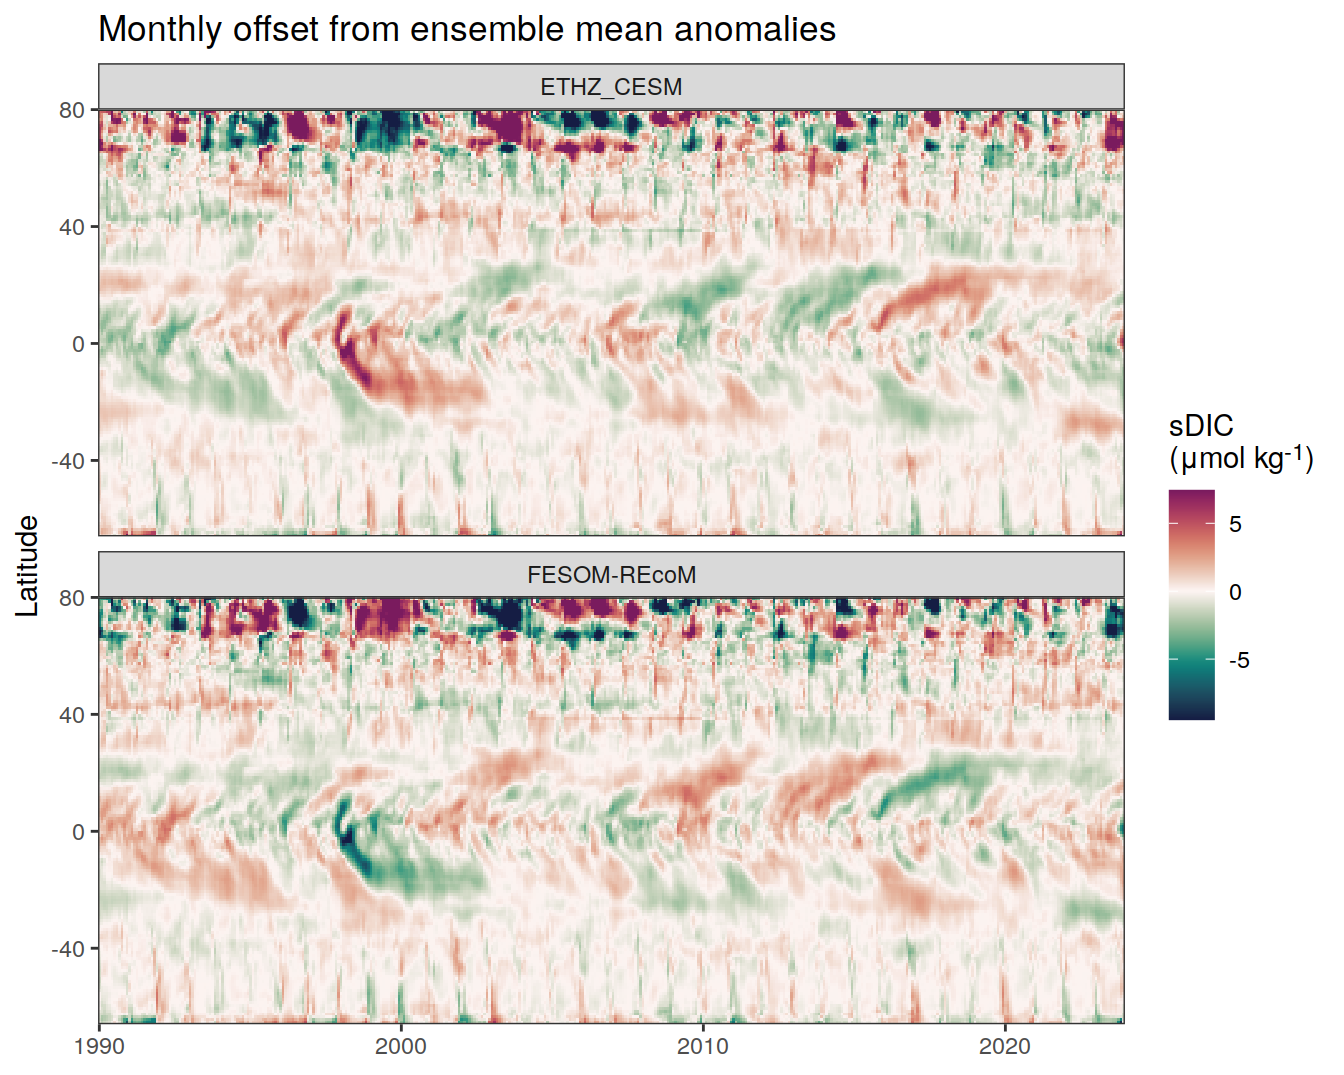 Monthly offset from ensemble mean anomalies
ETHZ_CESM
80
40
0
-40
FESOM-REcoM
80
40
0
-40
1990 2000 2010 2020
Latitude
sDIC
(µmol kg⁻¹)
5
0
-5